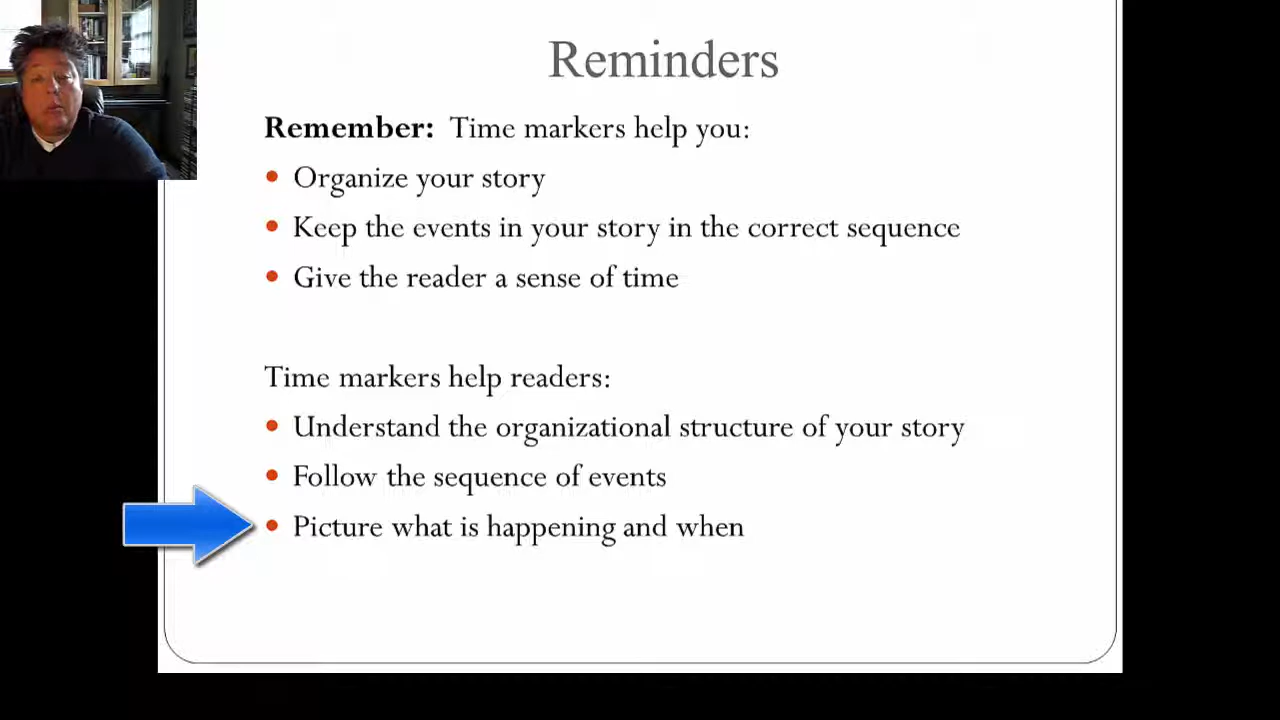 Reminders
Remember: Time markers help you:
• Organize your story
• Keep the events in your story in the correct sequence
• Give the reader a sense of time
Time markers help readers:
• Understand the organizational structure of your story
• Follow the sequence of events
• Picture what is happening and when